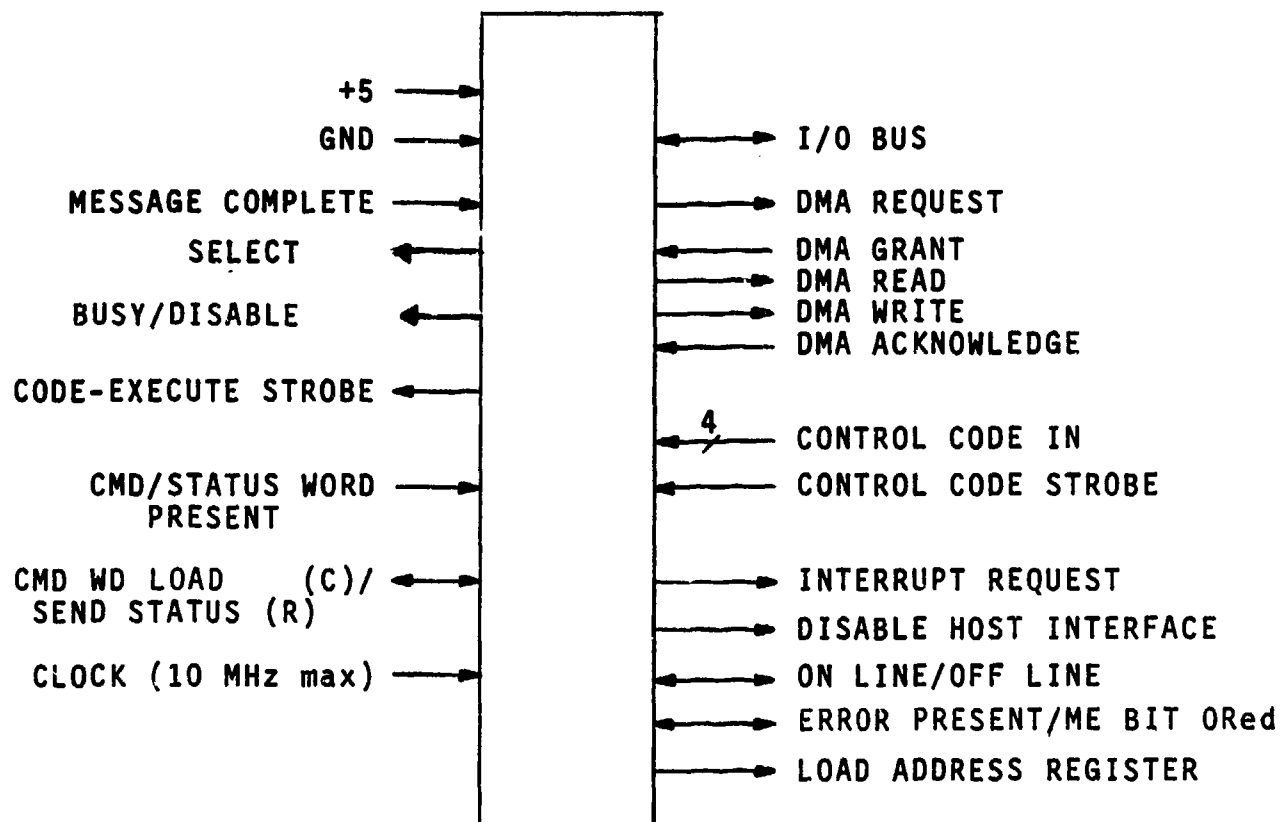 +5
GND
MESSAGE COMPLETE
SELECT
BUSY/DISABLE
CODE-EXECUTE STROBE
CMD/STATUS WORD
PRESENT
CMD WD LOAD (C)/
SEND STATUS (R)
CLOCK (10 MHz max)
I/O BUS
DMA REQUEST
DMA GRANT
DMA READ
DMA WRITE
DMA ACKNOWLEDGE
4
CONTROL CODE IN
CONTROL CODE STROBE
INTERRUPT REQUEST
DISABLE HOST INTERFACE
ON LINE/OFF LINE
ERROR PRESENT/ME BIT ORed
LOAD ADDRESS REGISTER